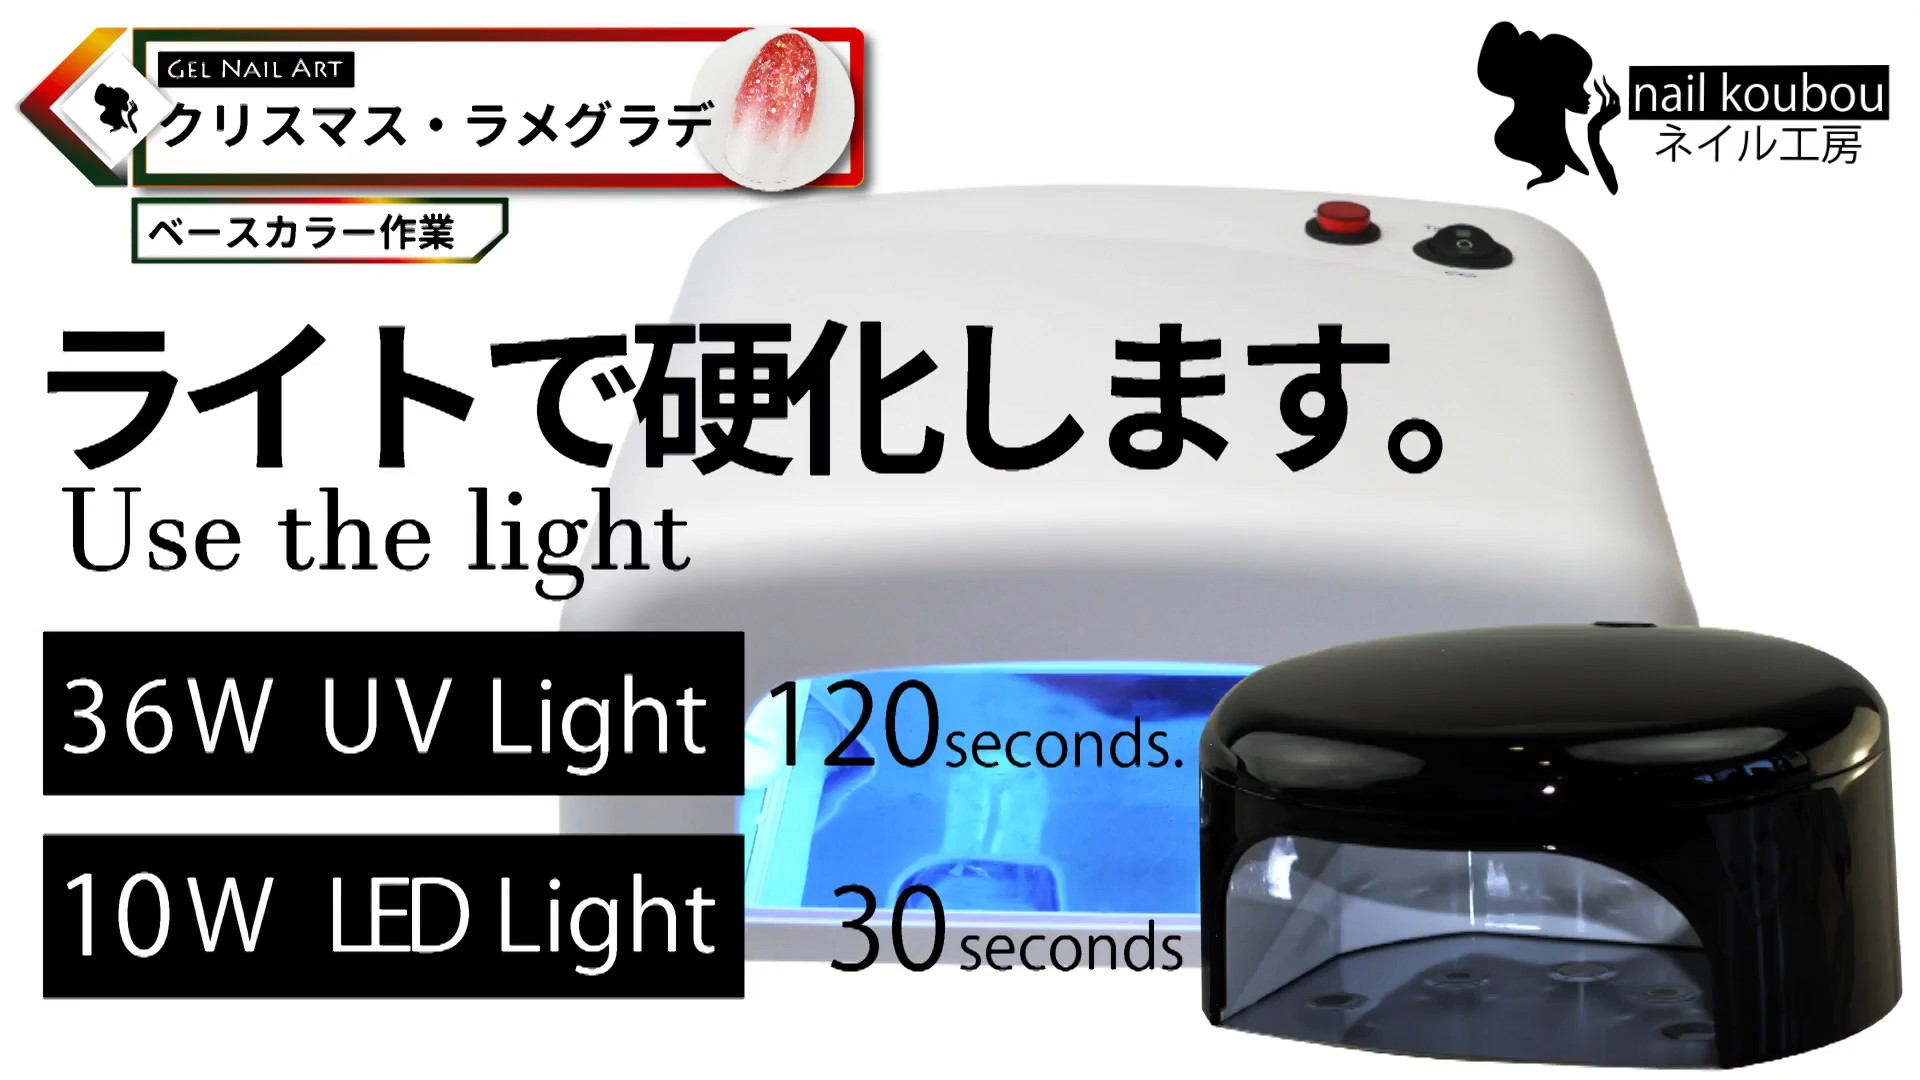 GEL NAIL ART
クリスマス・ラメグラデ
ベースカラー作業
nail koubou
ネイル工房
ライトで硬化します。
Use the light
36W UV Light 120seconds.
10W LED Light 30seconds